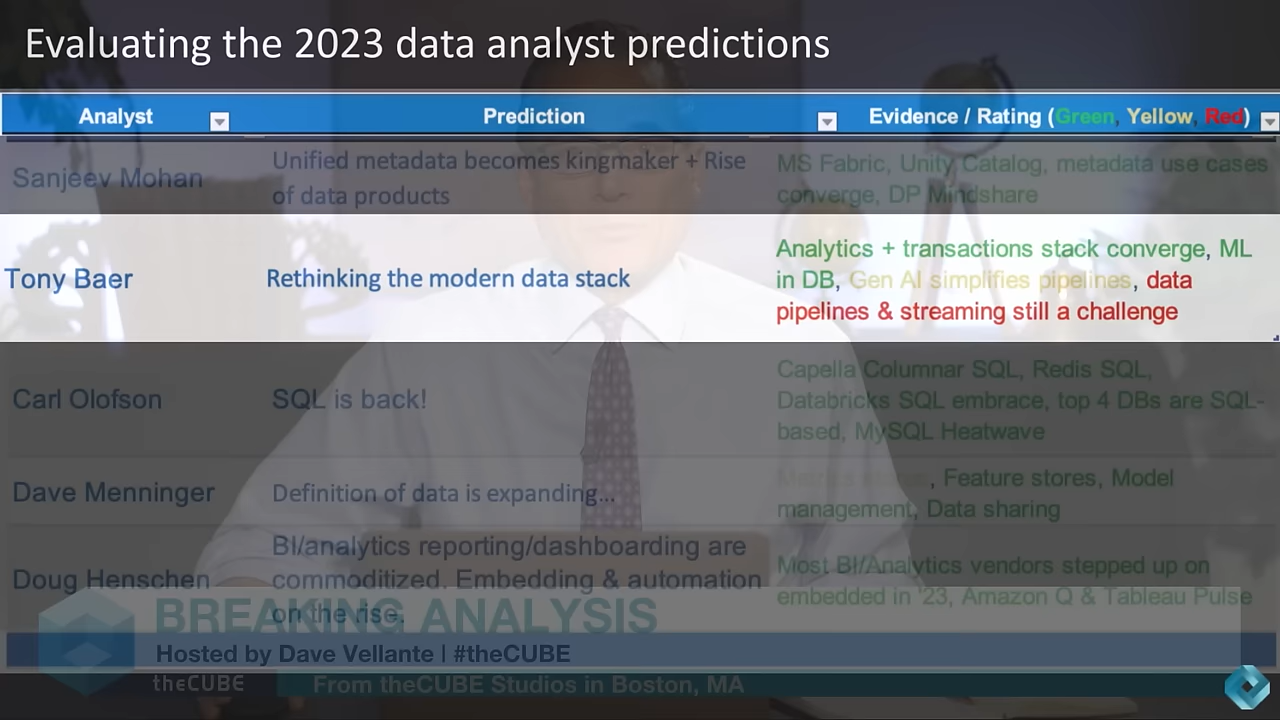 Evaluating the 2023 data analyst predictions
Analyst
Prediction
Evidence / Rating (Green, Yellow, Red)
Sanjeev Mohan
Unified metadata becomes kingmaker + Rise
of data products
MS Fabric, Unity Catalog, metadata use cases
converge, DP Mindshare
Tony Baer
Rethinking the modern data stack
Analytics + transactions stack converge, ML
in DB, Gen AI simplifies pipelines, data
pipelines & streaming still a challenge
Carl Olofson
SQL is back!
Capella Columnar SQL, Redis SQL,
Databricks SQL embrace, top 4 DBs are SQL-
based, MySQL Heatwave
Dave Menninger
Definition of data is expanding...
, Feature stores, Model
management, Data sharing
Doug Henschen
BI/analytics reporting/dashboarding are
commoditized. Embedding & automation
on the rise.
Most BI/Analytics vendors stepped up on
embedded in '23, Amazon Q & Tableau Pulse
BREAKING ANALYSIS
Hosted by Dave Vellante | #theCUBE
theCUBE
From theCUBE Studios in Boston, MA